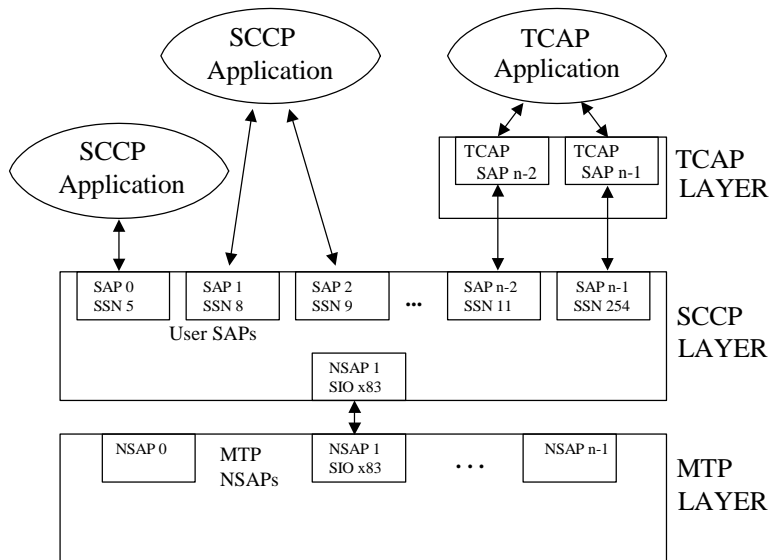 SCCP
Application
TCAP
Application
SCCP
Application
TCAP
SAP n-2
TCAP
SAP n-1
TCAP
LAYER
SAP 0
SSN 5
SAP 1
SSN 8
SAP 2
SSN 9
...
SAP n-2
SSN 11
SAP n-1
SSN 254
User SAPs
SCCP
LAYER
NSAP 1
SIO x83
NSAP 0
MTP
NSAPs
NSAP 1
SIO x83
. . .
NSAP n-1
MTP
LAYER